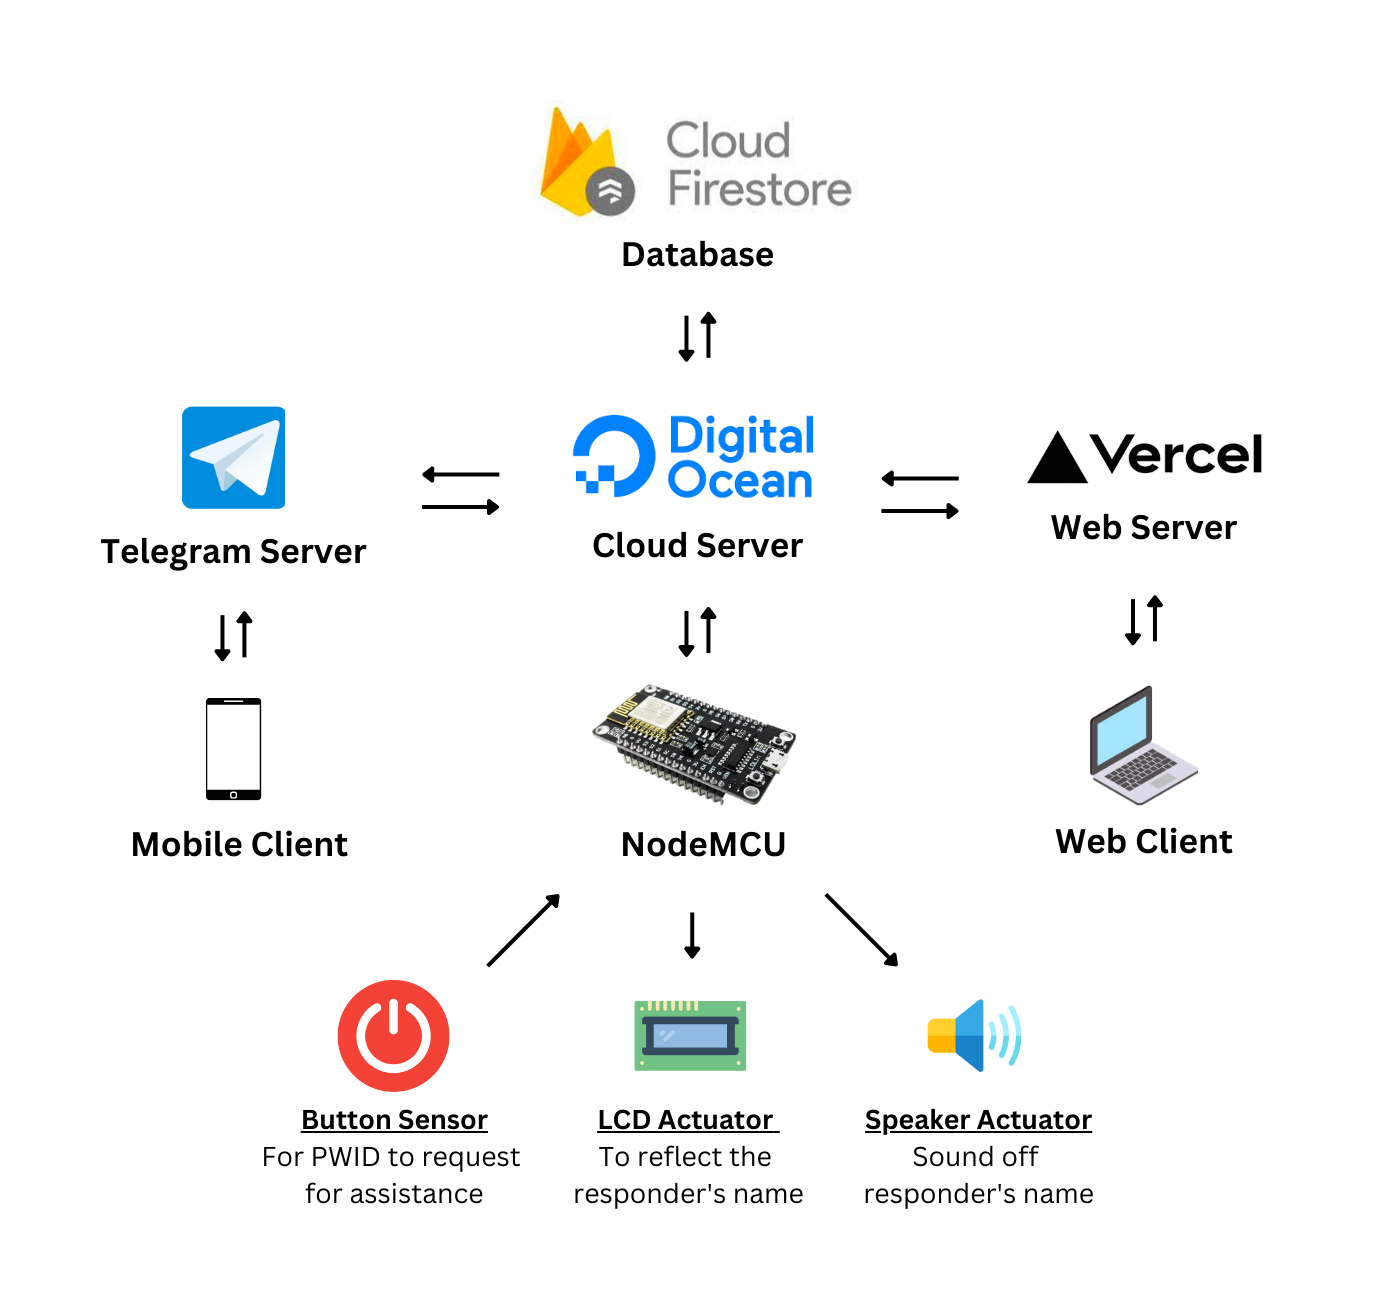 Cloud
Firestore
Database
Digital
Ocean
Vercel
Telegram Server
Cloud Server
Web Server
Mobile Client
NodeMCU
Web Client
Button Sensor
For PWID to request
for assistance
LCD Actuator
To reflect the
responder's name
Speaker Actuator
Sound off
responder's name